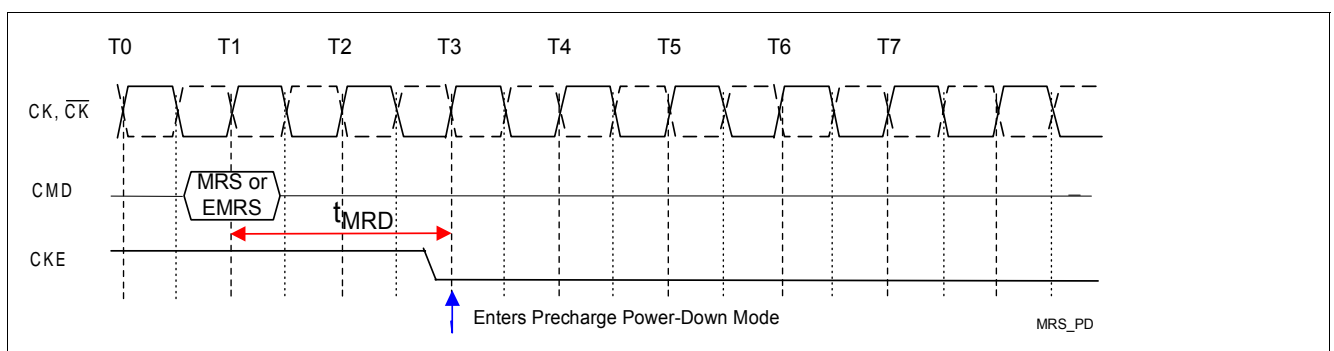 T0 T1 T2 T3 T4 T5 T6 T7
CK, CK
CMD
MRS or
EMRS
tMRD
CKE
Enters Precharge Power-Down Mode
MRS_PD